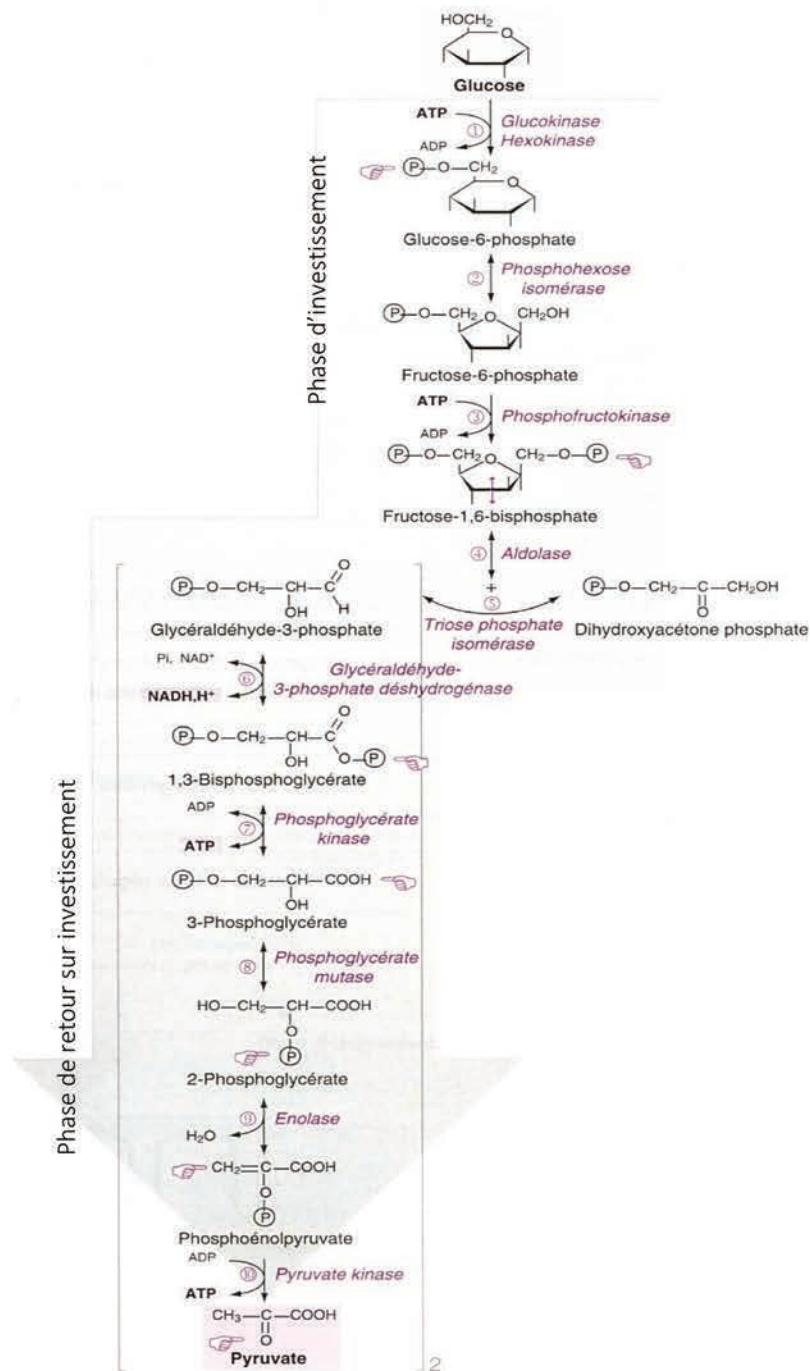 HOCH₂
O
Glucose
ATP
①
ADP
Glucokinase
Hexokinase
P—O—CH₂
O
Glucose-6-phosphate
②
Phosphohexose
isomérase
P—O—CH₂ O CH₂OH
Fructose-6-phosphate
ATP
③
ADP
Phosphofructokinase
P—O—CH₂ O CH₂—O—P
Fructose-1,6-bisphosphate
④
Aldolase
+
⑤
Triose phosphate
isomérase
P—O—CH₂—CH—C
O
OH
H
Glycéraldéhyde-3-phosphate
P—O—CH₂—C—CH₂OH
O
Dihydroxyacétone phosphate
Pi, NAD⁺
⑥
NADH,H⁺
Glycéraldéhyde-
3-phosphate déshydrogénase
P—O—CH₂—CH—C
O
OH
O—P
1,3-Bisphosphoglycérate
ADP
⑦
ATP
Phosphoglycérate
kinase
P—O—CH₂—CH—COOH
OH
3-Phosphoglycérate
⑧
Phosphoglycérate
mutase
HO—CH₂—CH—COOH
O
P
2-Phosphoglycérate
⑨
Enolase
H₂O
CH₂=C—COOH
O
P
Phosphoénolpyruvate
ADP
⑩
ATP
Pyruvate kinase
CH₃—C—COOH
O
Pyruvate
2
Phase d'investissement
Phase de retour sur investissement